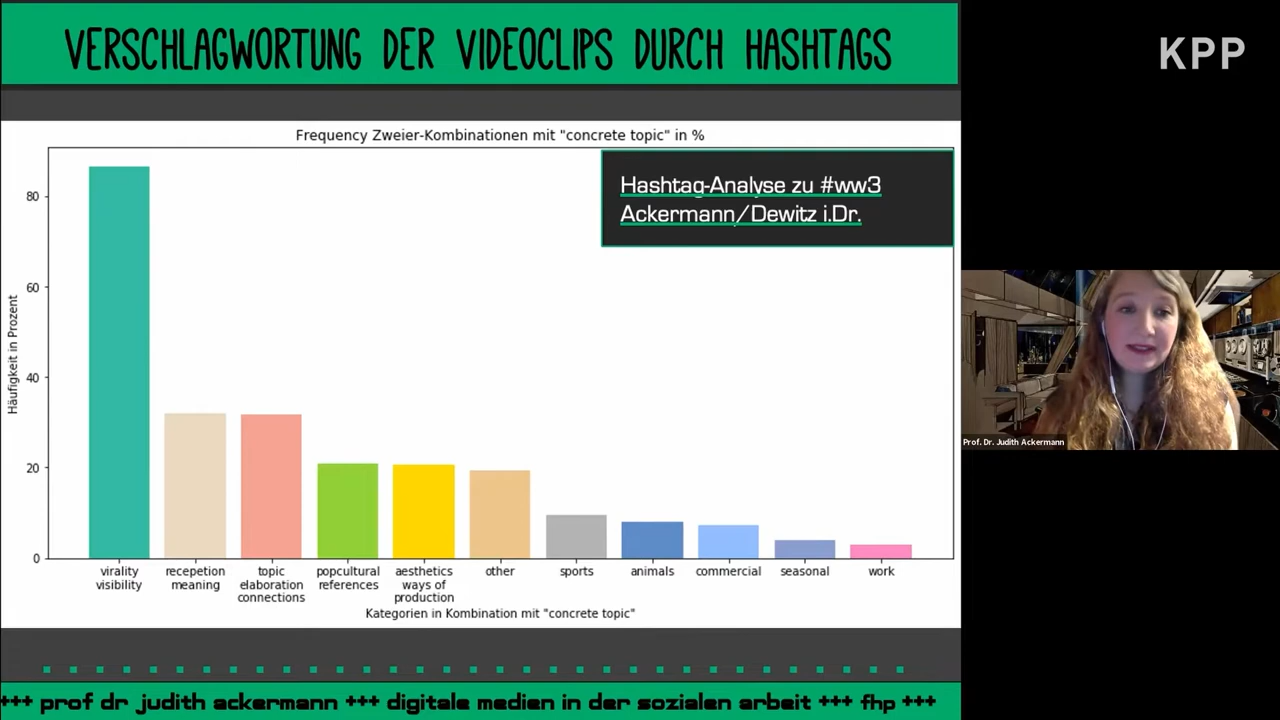 VERSCHLAGWORTUNG DER VIDEOCLIPS DURCH HASHTAGS
KPP
Frequency Zweier-Kombinationen mit "concrete topic" in %
Hashtag-Analyse zu #ww3
Ackermann/Dewitz i.Dr.
Häufigkeit in Prozent
80
60
40
20
0
virality visibility
recepetion meaning
topic elaboration connections
popcultural references
aesthetics ways of production
other
sports
animals
commercial
seasonal
work
Kategorien in Kombination mit "concrete topic"
Prof. Dr. Judith Ackermann
+++ prof dr judith ackermann +++ digitale medien in der sozialen arbeit +++ fhp +++